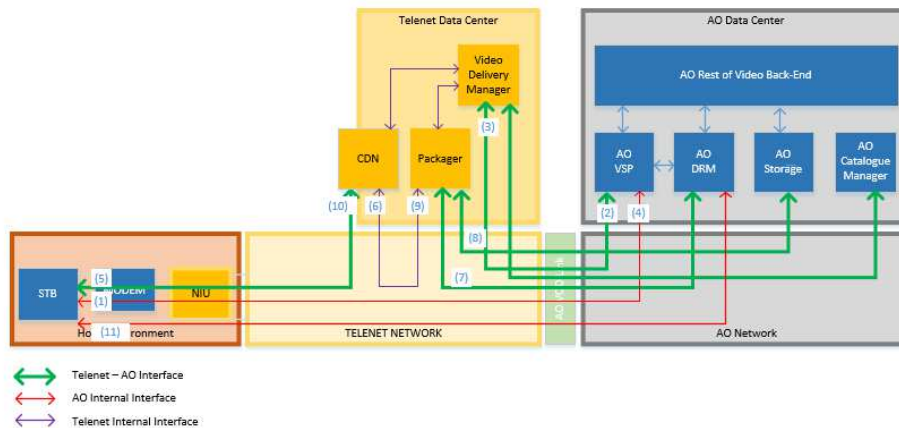 Telenet Data Center
AO Data Center
Video
Delivery
Manager
AO Rest of Video Back-End
(3)
CDN
Packager
AO
VSP
AO
DRM
AO
Storage
AO
Catalogue
Manager
(10)
(6)
(9)
(2)
(4)
(8)
(5)
(7)
STB
MODEM
NIU
(1)
(11)
TELENET NETWORK
AO Network
Telenet – AO Interface
AO Internal Interface
Telenet Internal Interface